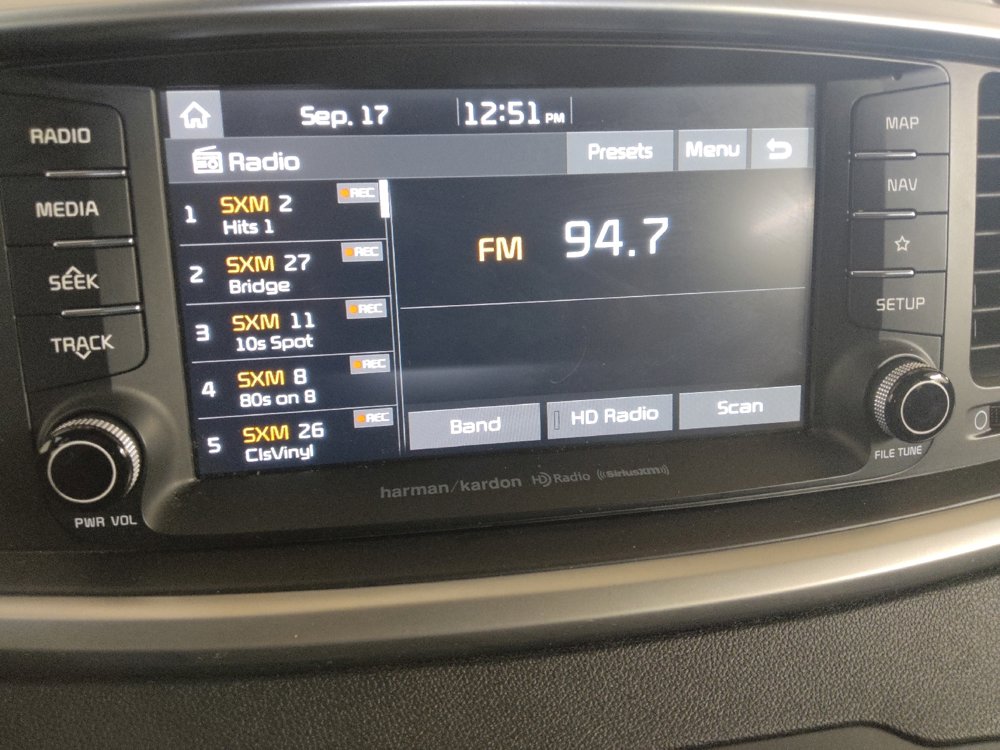 Sep. 17 12:51 PM
Radio Presets Menu
1 SXM 2 REC
Hits 1
2 SXM 27 REC
Bridge
3 SXM 11 REC
10s Spot
4 SXM 8 REC
80s on 8
5 SXM 26 REC
ClsVinyl
FM 94.7
Band HD Radio Scan
RADIO
MEDIA
SEEK
TRACK
PWR VOL
MAP
NAV
SETUP
FILE TUNE
harman/kardon HD Radio ((SiriusXM))